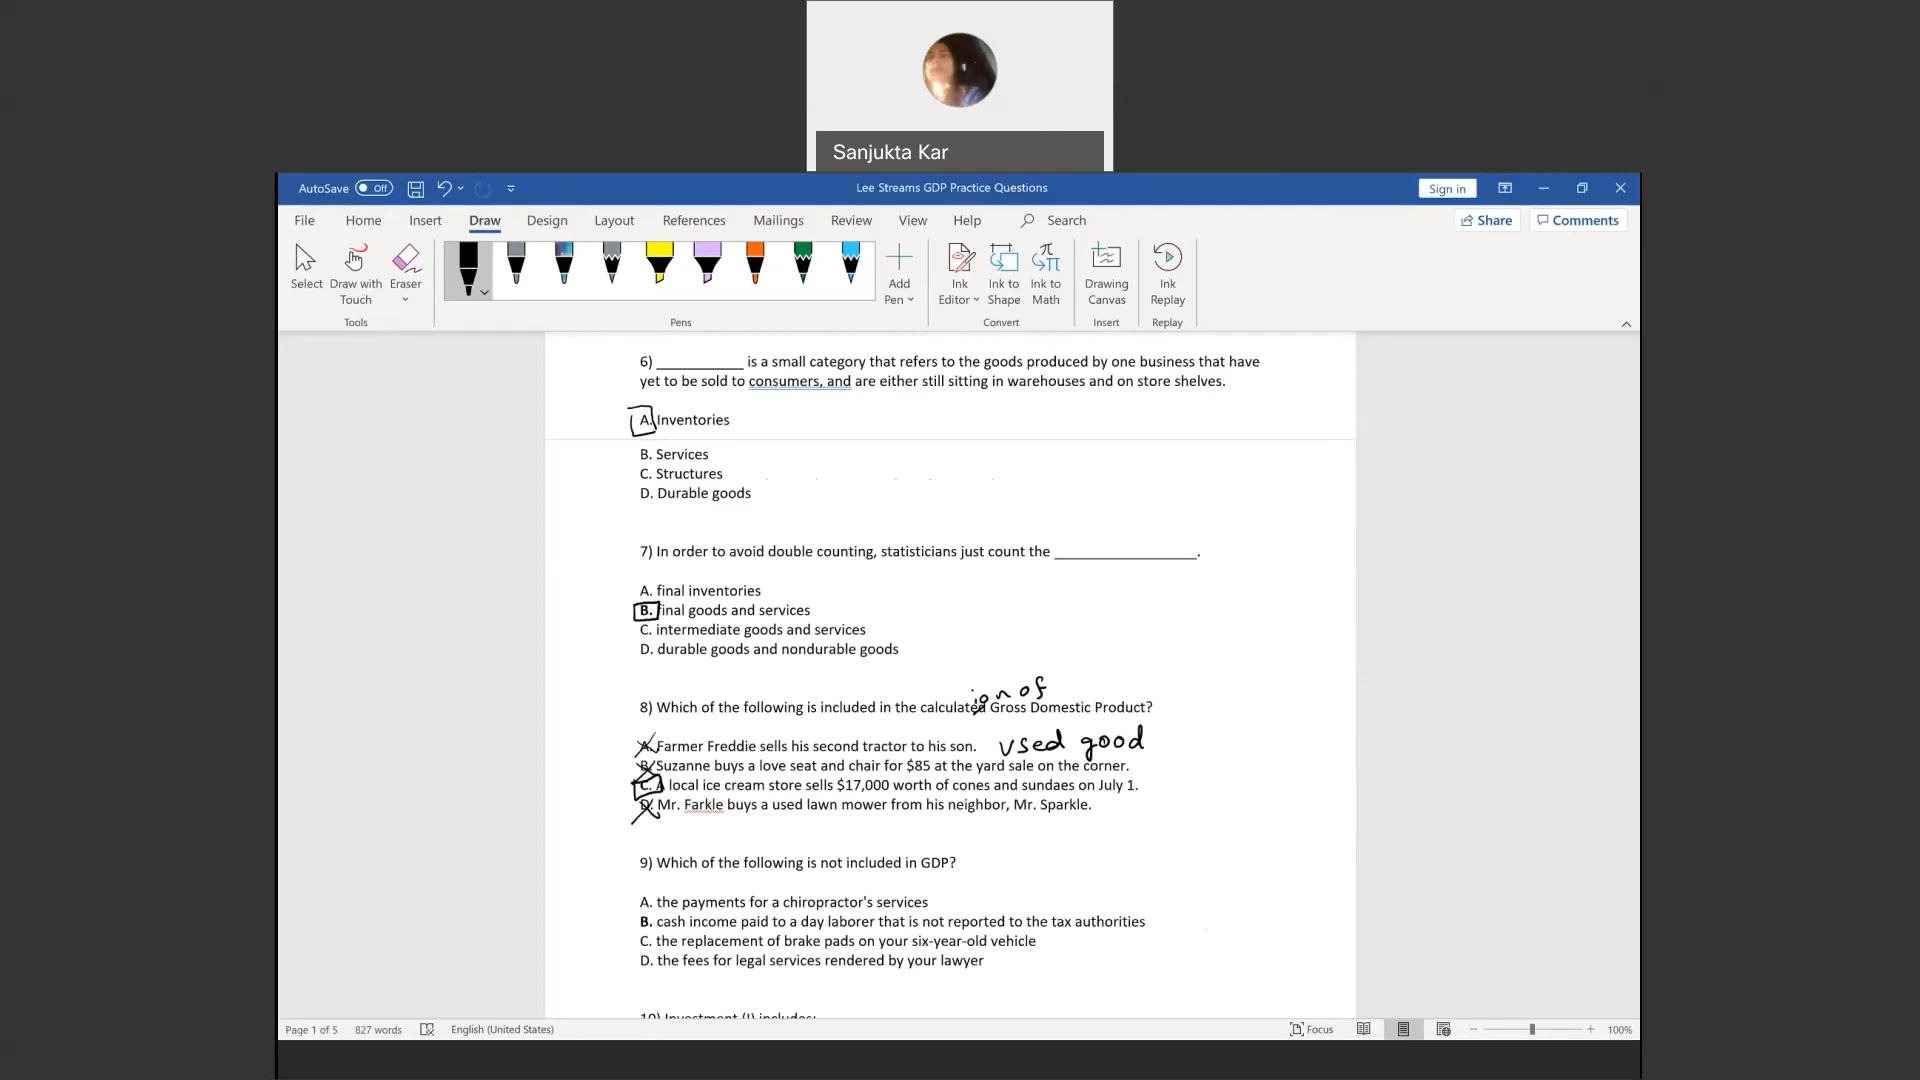 Sanjukta Kar
AutoSave Off
Lee Streams GDP Practice Questions
Sign in
File Home Insert Draw Design Layout References Mailings Review View Help Search
Share Comments
Select Draw with Touch Eraser
Add Pen
Ink Editor Ink to Shape Ink to Math
Drawing Canvas
Ink Replay
Tools Pens Convert Insert Replay
6) ___________ is a small category that refers to the goods produced by one business that have
yet to be sold to consumers, and are either still sitting in warehouses and on store shelves.
A. Inventories
B. Services
C. Structures
D. Durable goods
7) In order to avoid double counting, statisticians just count the __________________.
A. final inventories
B. final goods and services
C. intermediate goods and services
D. durable goods and nondurable goods
ion of
8) Which of the following is included in the calculated Gross Domestic Product?
A. Farmer Freddie sells his second tractor to his son. used good
B. Suzanne buys a love seat and chair for $85 at the yard sale on the corner.
C. A local ice cream store sells $17,000 worth of cones and sundaes on July 1.
D. Mr. Farkle buys a used lawn mower from his neighbor, Mr. Sparkle.
9) Which of the following is not included in GDP?
A. the payments for a chiropractor's services
B. cash income paid to a day laborer that is not reported to the tax authorities
C. the replacement of brake pads on your six-year-old vehicle
D. the fees for legal services rendered by your lawyer
10) Investment (I) includes:
Page 1 of 5 827 words English (United States) Focus 100%